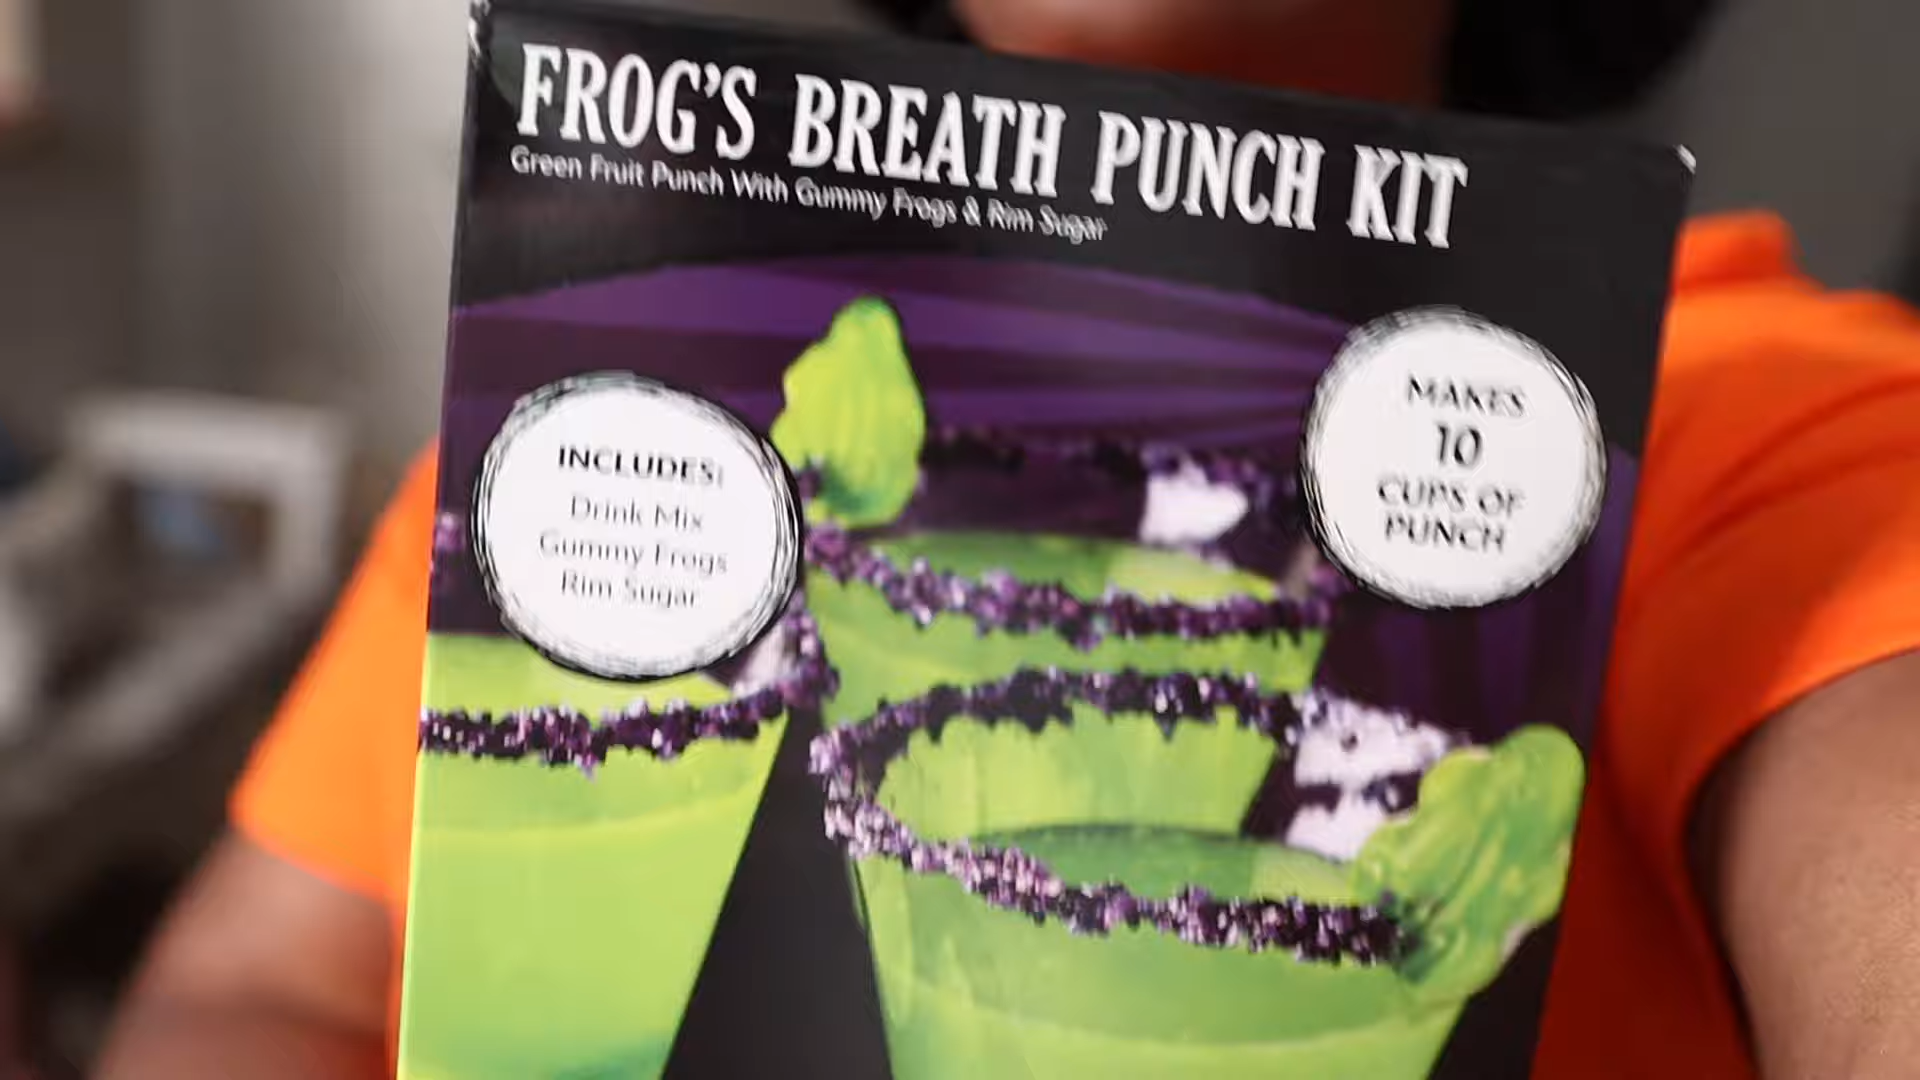 FROG'S BREATH PUNCH KIT
Green Fruit Punch With Gummy Frogs & Rim Sugar
INCLUDES:
Drink Mix
Gummy Frogs
Rim Sugar
MAKES
10
CUPS OF
PUNCH